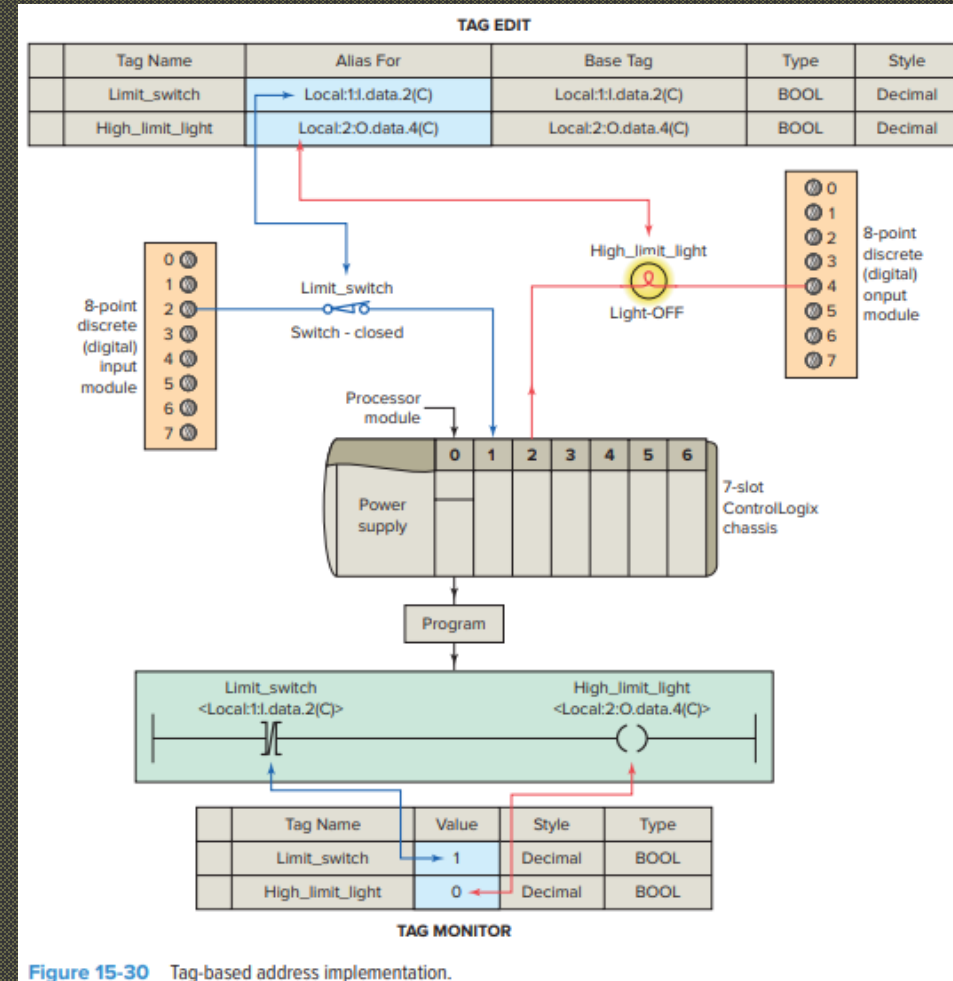 TAG EDIT
Tag Name Alias For Base Tag Type Style
Limit_switch Local:1:I.data.2(C) Local:1:I.data.2(C) BOOL Decimal
High_limit_light Local:2:O.data.4(C) Local:2:O.data.4(C) BOOL Decimal
0
1
2
3
4
5
6
7
8-point
discrete
(digital)
input
module
Limit_switch
Switch - closed
High_limit_light
Light-OFF
0
1
2
3
4
5
6
7
8-point
discrete
(digital)
onput
module
Processor
module
0 1 2 3 4 5 6
Power
supply
7-slot
ControlLogix
chassis
Program
Limit_switch
<Local:1:I.data.2(C)>
High_limit_light
<Local:2:O.data.4(C)>
Tag Name Value Style Type
Limit_switch 1 Decimal BOOL
High_limit_light 0 Decimal BOOL
TAG MONITOR
Figure 15-30 Tag-based address implementation.